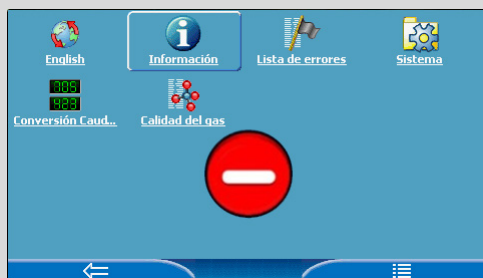 English
Información
Lista de errores
Sistema
Conversión Caud...
Calidad del gas